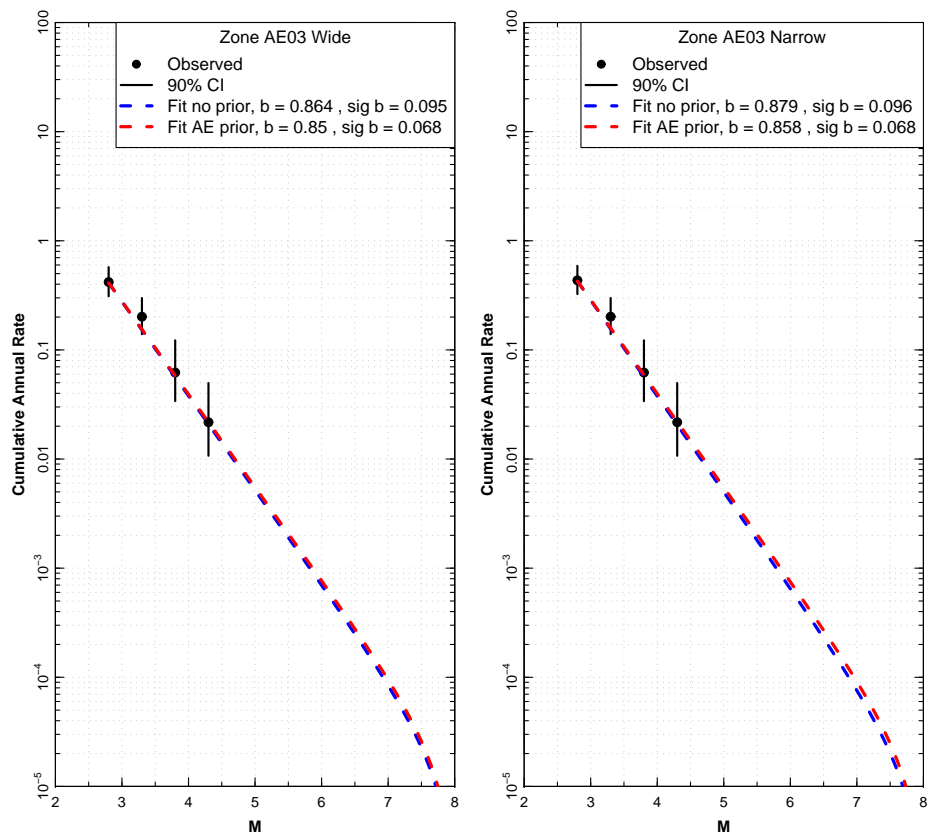 Zone AE03 Wide
Observed
90% CI
Fit no prior, b = 0.864 , sig b = 0.095
Fit AE prior, b = 0.85 , sig b = 0.068
Cumulative Annual Rate
100
10
1
0.1
0.01
10⁻³
10⁻⁴
10⁻⁵
2 3 4 5 6 7 8
M
Zone AE03 Narrow
Observed
90% CI
Fit no prior, b = 0.879 , sig b = 0.096
Fit AE prior, b = 0.858 , sig b = 0.068
Cumulative Annual Rate
100
10
1
0.1
0.01
10⁻³
10⁻⁴
10⁻⁵
2 3 4 5 6 7 8
M